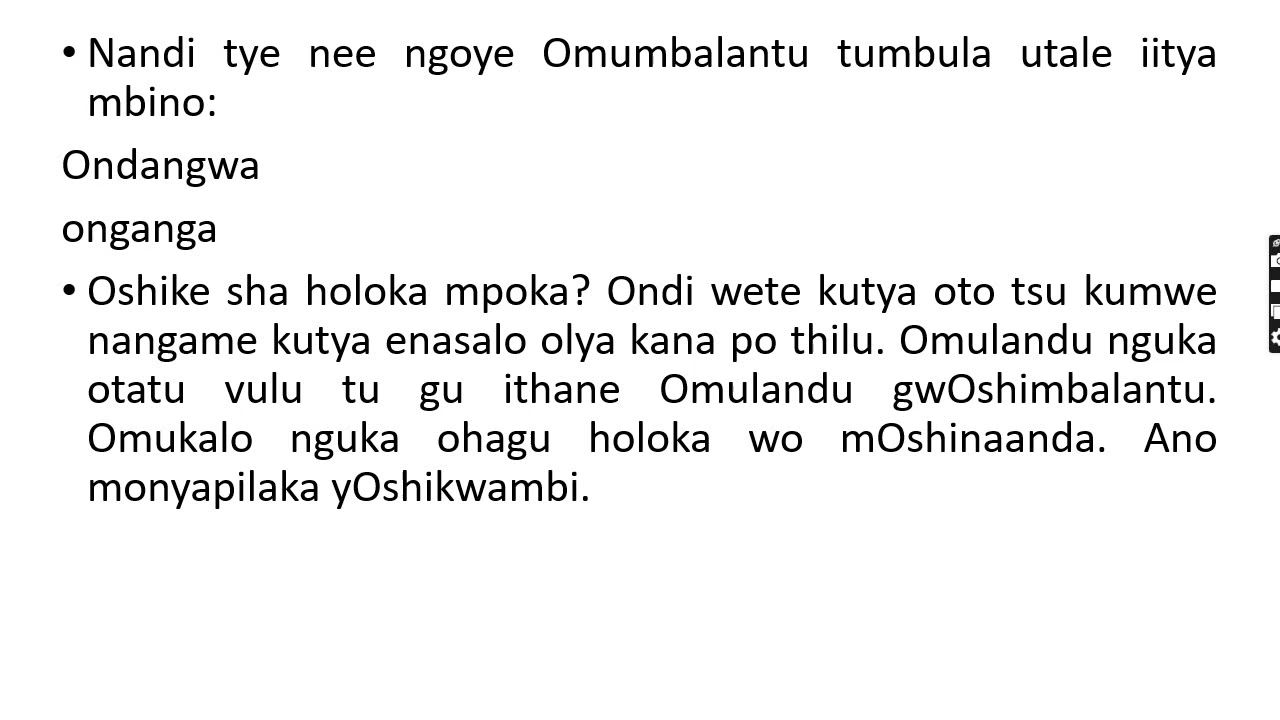 • Nandi tye nee ngoye Omumbalantu tumbula utale iitya
mbino:
Ondangwa
onganga
• Oshike sha holoka mpoka? Ondi wete kutya oto tsu kumwe
nangame kutya enasalo olya kana po thilu. Omulandu nguka
otatu vulu tu gu ithane Omulandu gwOshimbalantu.
Omukalo nguka ohagu holoka wo mOshinaanda. Ano
monyapilaka yOshikwambi.